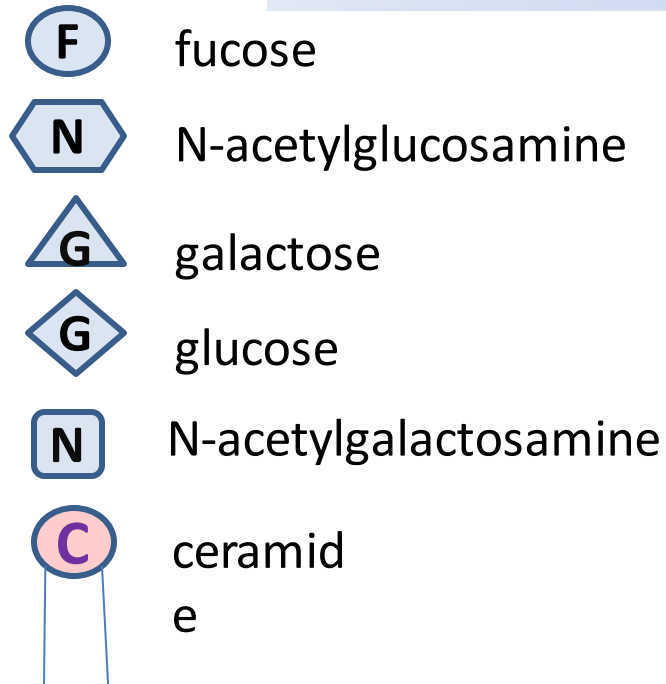 F fucose
N N-acetylglucosamine
G galactose
G glucose
N N-acetylgalactosamine
C ceramid
e